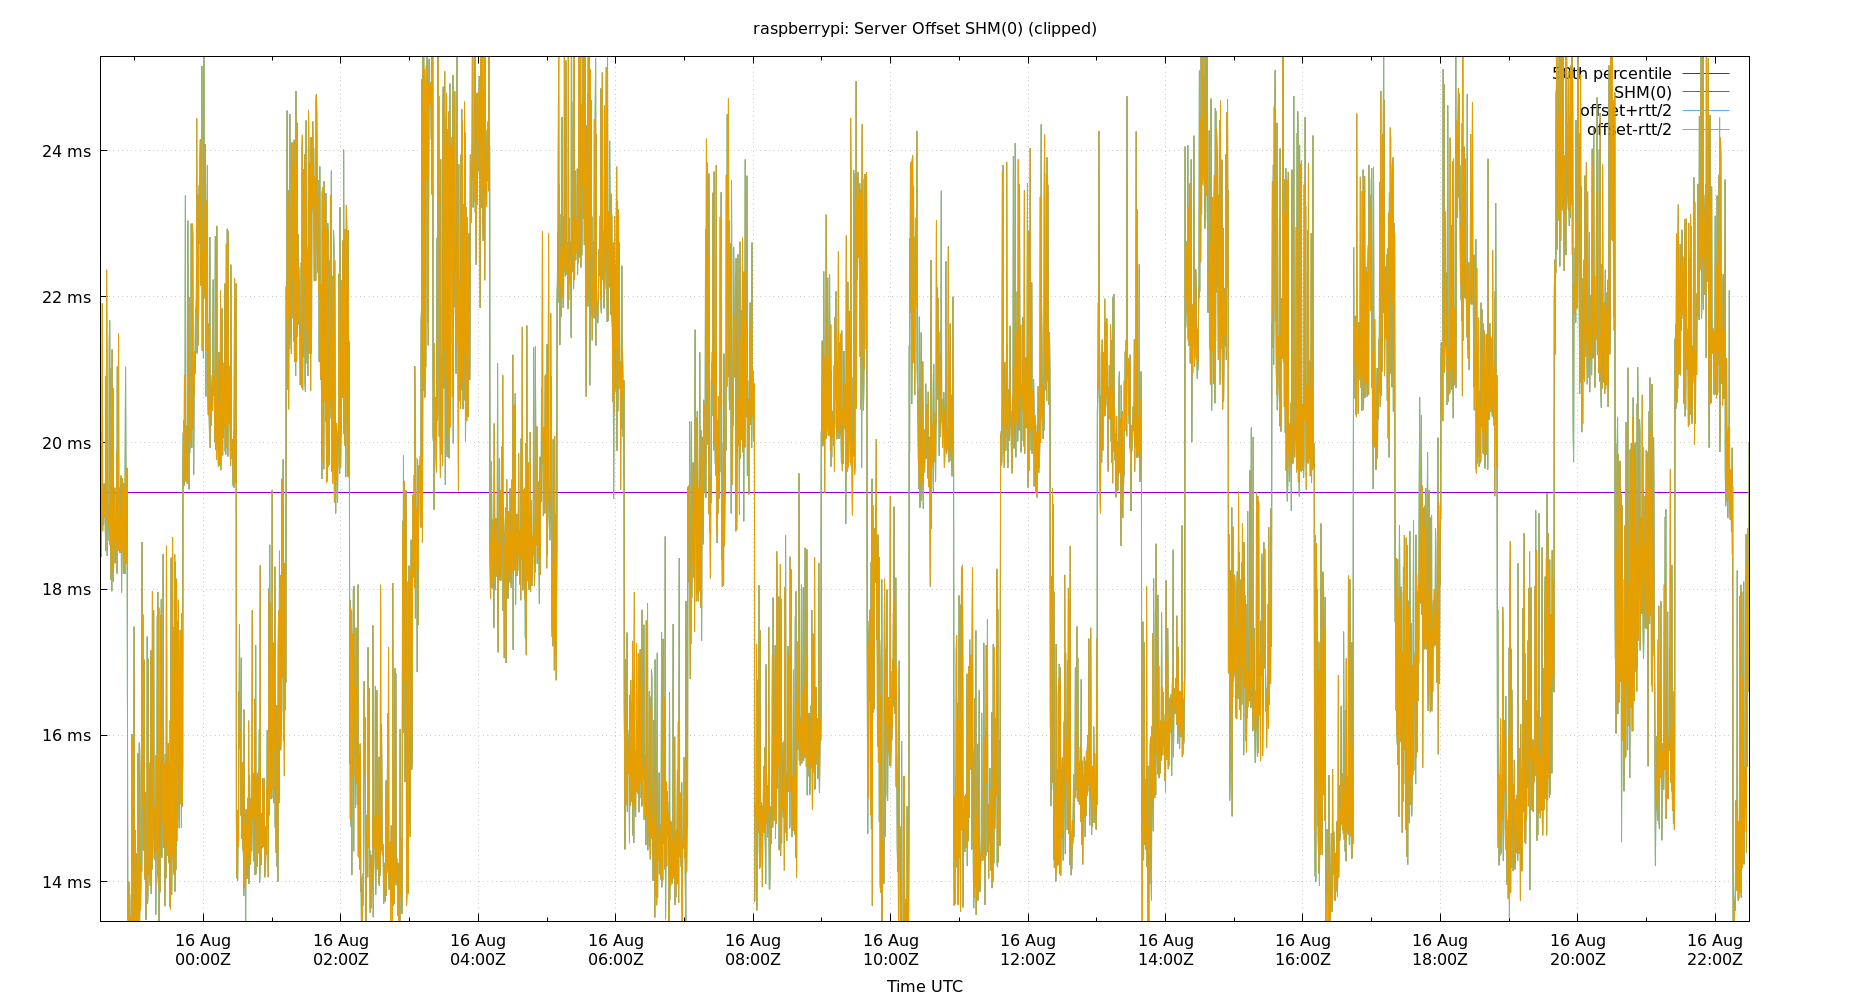 raspberrypi: Server Offset SHM(0) (clipped)
50th percentile
SHM(0)
offset+rtt/2
offset-rtt/2
24 ms
22 ms
20 ms
18 ms
16 ms
14 ms
16 Aug 16 Aug 16 Aug 16 Aug 16 Aug 16 Aug 16 Aug 16 Aug 16 Aug 16 Aug 16 Aug 16 Aug
00:00Z 02:00Z 04:00Z 06:00Z 08:00Z 10:00Z 12:00Z 14:00Z 16:00Z 18:00Z 20:00Z 22:00Z
Time UTC